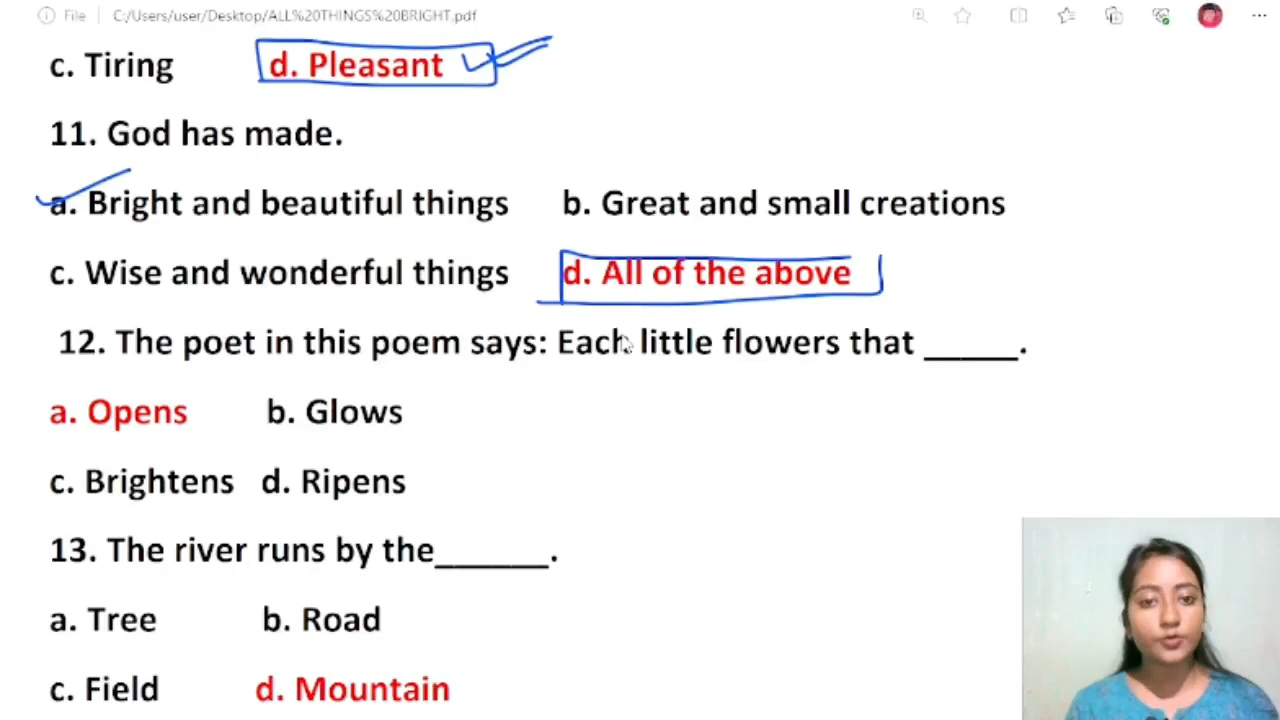 File
C:/Users/user/Desktop/ALL%20THINGS%20BRIGHT.pdf
c. Tiring d. Pleasant
11. God has made.
a. Bright and beautiful things b. Great and small creations
c. Wise and wonderful things d. All of the above
12. The poet in this poem says: Each little flowers that _____.
a. Opens b. Glows
c. Brightens d. Ripens
13. The river runs by the______.
a. Tree b. Road
c. Field d. Mountain